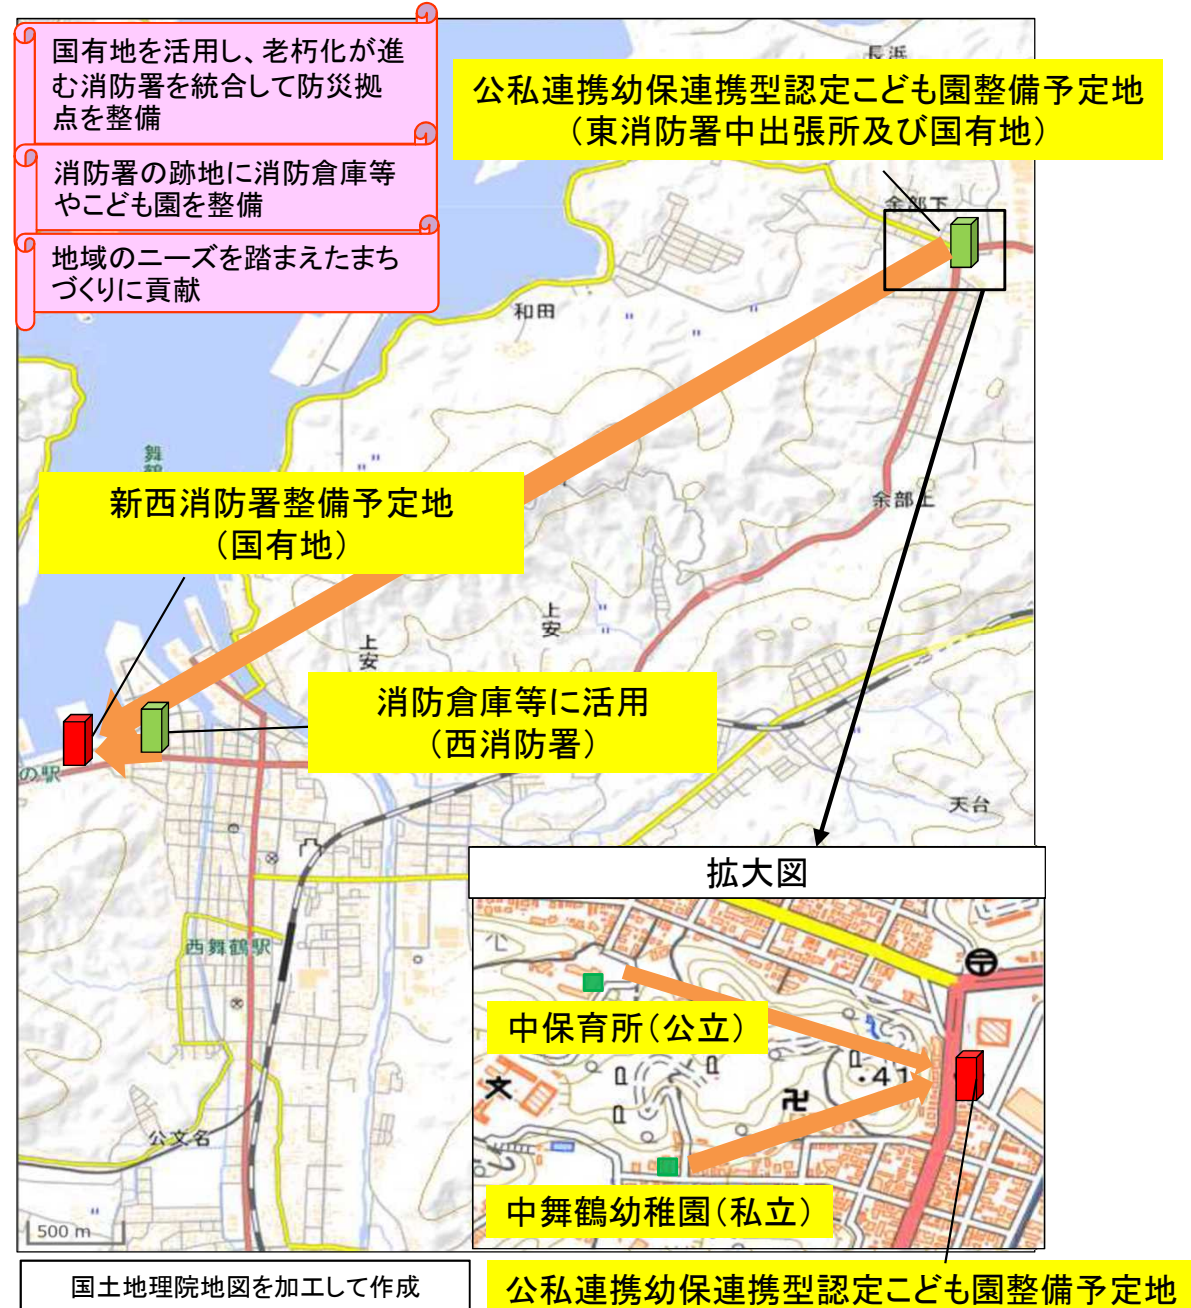 国有地を活用し、老朽化が進
む消防署を統合して防災拠
点を整備
消防署の跡地に消防倉庫等
やこども園を整備
地域のニーズを踏まえたまち
づくりに貢献
長浜
公私連携幼保連携型認定こども園整備予定地
（東消防署中出張所及び国有地）
余部下
和田
舞鶴
新西消防署整備予定地
（国有地）
余部上
上安
上安
消防倉庫等に活用
（西消防署）
の駅
天台
西舞鶴駅
公文名
500 m
拡大図
中保育所（公立）
41
中舞鶴幼稚園（私立）
国土地理院地図を加工して作成
公私連携幼保連携型認定こども園整備予定地